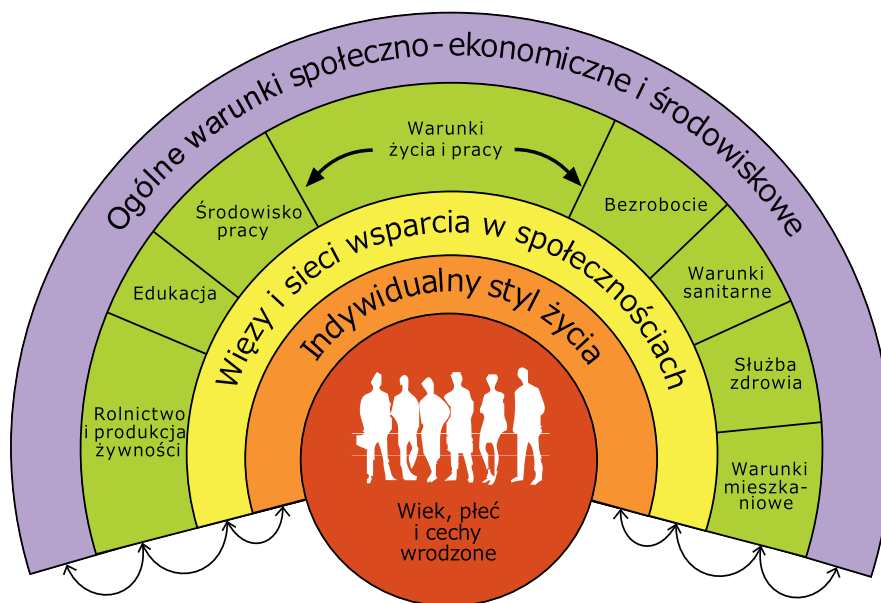 Ogólne warunki społeczno-ekonomiczne i środowiskowe
Warunki
życia i pracy
Środowisko
pracy
Edukacja
Rolnictwo
i produkcja
żywności
Bezrobocie
Warunki
sanitarne
Służba
zdrowia
Warunki
mieszka-
niowe
Więzy i sieci wsparcia w społecznościach
Indywidualny styl życia
Wiek, płeć
i cechy
wrodzone